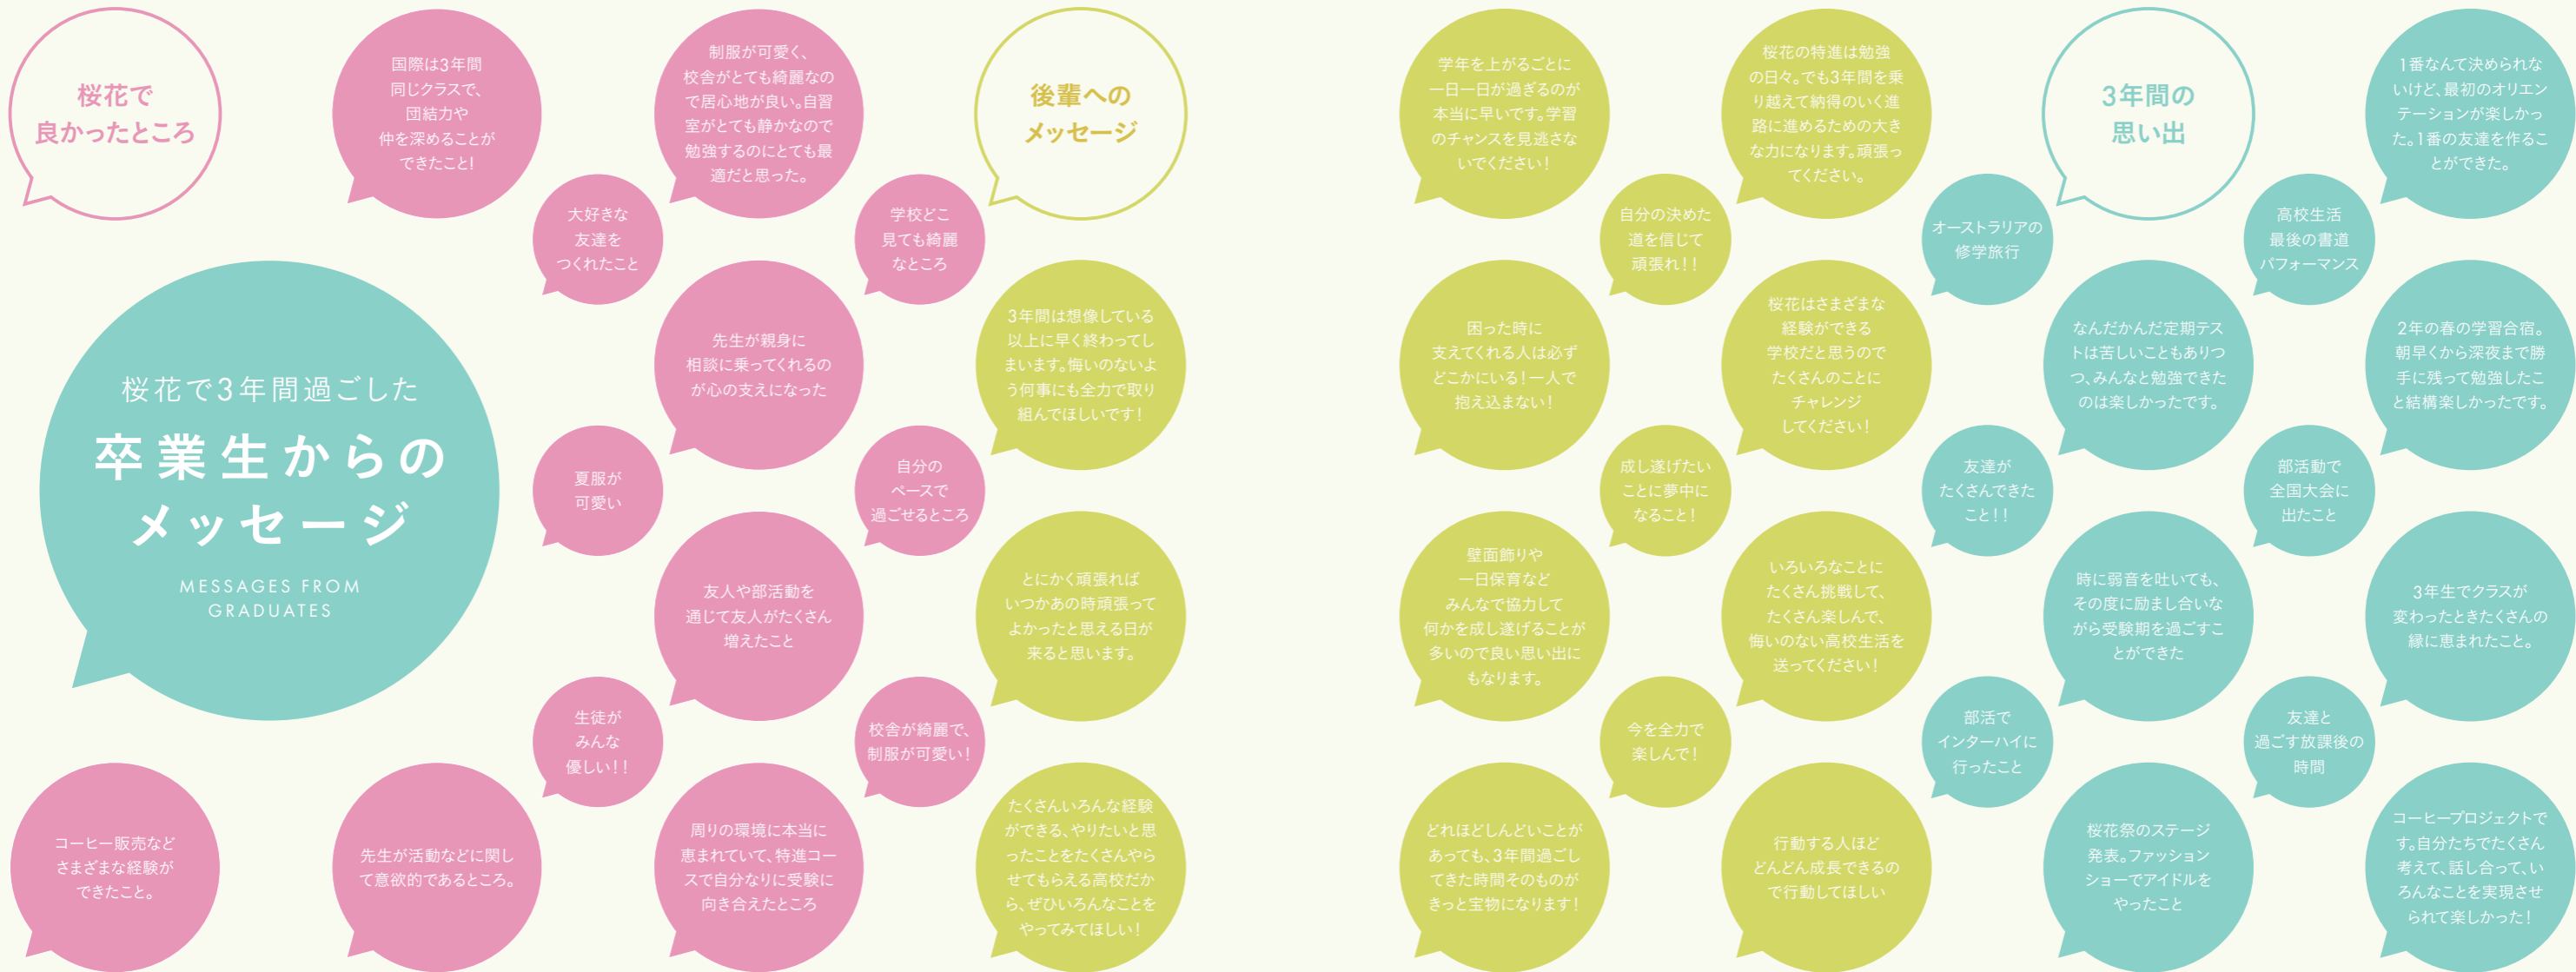 桜花で
良かったところ
国際は3年間
同じクラスで、
団結力や
仲を深めることが
できたこと!
制服が可愛く、
校舎がとても綺麗なの
で居心地が良い。自習
室がとても静かなので
勉強するのにとても最
適だと思った。
大好きな
友達を
つくれたこと
学校どこ
見ても綺麗
なところ
桜花で3年間過ごした
卒業生からの
メッセージ
MESSAGES FROM
GRADUATES
先生が親身に
相談に乗ってくれるの
が心の支えになった
夏服が
可愛い
自分の
ペースで
過ごせるところ
友人や部活動を
通じて友人がたくさん
増えたこと
生徒が
みんな
優しい!!
校舎が綺麗で、
制服が可愛い!
コーヒー販売など
さまざまな経験が
できたこと。
先生が活動などに関し
て意欲的であるところ。
周りの環境に本当に
恵まれていて、特進コー
スで自分なりに受験に
向き合えたところ
後輩への
メッセージ
3年間は想像している
以上に早く終わってし
まいます。悔いのないよ
う何事にも全力で取り
組んでほしいです!
とにかく頑張れば
いつかあの時頑張って
よかったと思える日が
来ると思います。
たくさんいろんな経験
ができる、やりたいと思
ったことをたくさんやら
せてもらえる高校だか
ら、ぜひいろんなことを
やってみてほしい!
学年を上がるごとに
一日一日が過ぎるのが
本当に早いです。学習
のチャンスを見逃さな
いでください!
桜花の特進は勉強
の日々。でも3年間を乗
り越えて納得のいく進
路に進めるための大き
な力になります。頑張っ
てください。
自分の決めた
道を信じて
頑張れ!!
困った時に
支えてくれる人は必ず
どこかにいる!一人で
抱え込まない!
桜花はさまざまな
経験ができる
学校だと思うので
たくさんのことに
チャレンジ
してください!
成し遂げたい
ことに夢中に
なること!
壁面飾りや
一日保育など
みんなで協力して
何かを成し遂げることが
多いので良い思い出に
もなります。
いろいろなことに
たくさん挑戦して、
たくさん楽しんで、
悔いのない高校生活を
送ってください!
今を全力で
楽しんで!
どれほどしんどいことが
あっても、3年間過ごし
てきた時間そのものが
きっと宝物になります!
行動する人ほど
どんどん成長できるの
で行動してほしい
3年間の
思い出
1番なんて決められな
いけど、最初のオリエン
テーションが楽しかっ
た。1番の友達を作るこ
とができた。
オーストラリアの
修学旅行
高校生活
最後の書道
パフォーマンス
なんだかんだ定期テス
トは苦しいこともありつ
つ、みんなと勉強できた
のは楽しかったです。
2年の春の学習合宿。
朝早くから深夜まで勝
手に残って勉強したこ
と結構楽しかったです。
友達が
たくさんできた
こと!!
部活動で
全国大会に
出たこと
時に弱音を吐いても、
その度に励まし合いな
がら受験期を過ごすこ
とができた
3年生でクラスが
変わったときたくさんの
縁に恵まれたこと。
部活で
インターハイに
行ったこと
友達と
過ごす放課後の
時間
桜花祭のステージ
発表。ファッション
ショーでアイドルを
やったこと
コーヒープロジェクトで
す。自分たちでたくさん
考えて、話し合って、い
ろんなことを実現させ
られて楽しかった!